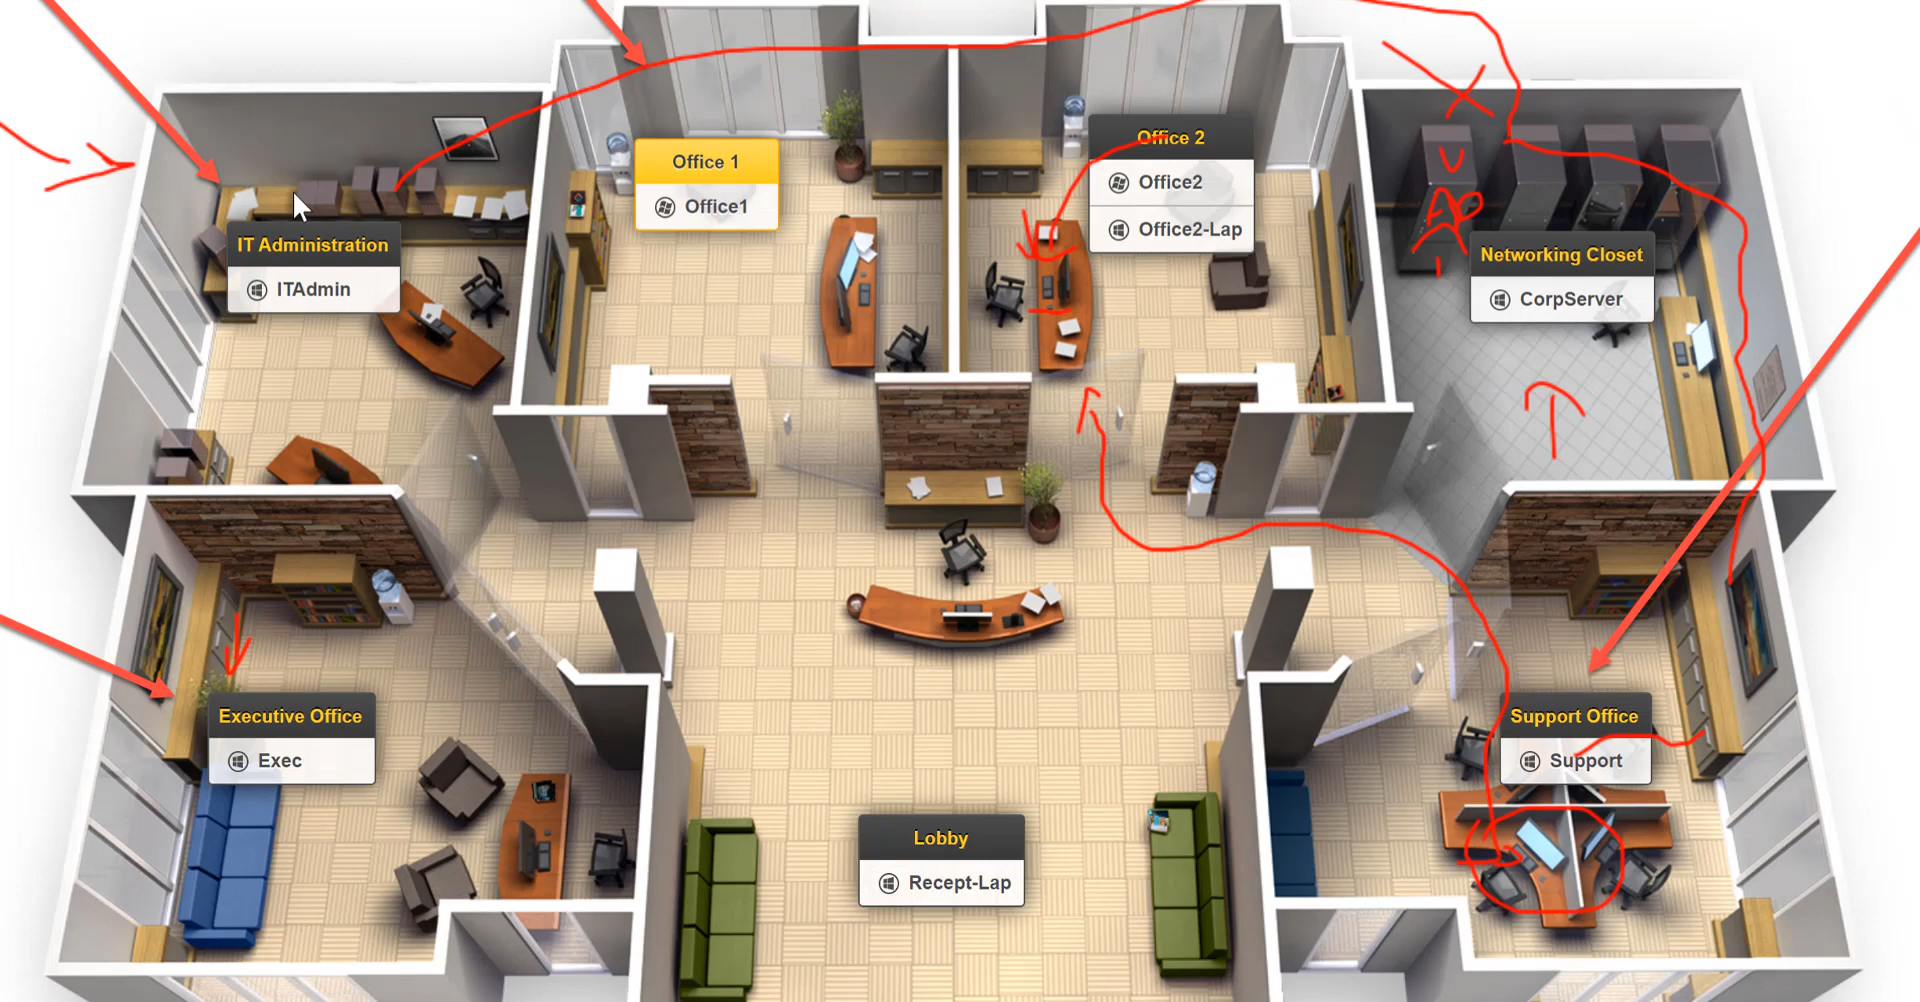 Office 2
Office 1
Office2
Office1
Office2-Lap
IT Administration
ITAdmin
Networking Closet
CorpServer
Executive Office
Exec
Support Office
Support
Lobby
Recept-Lap